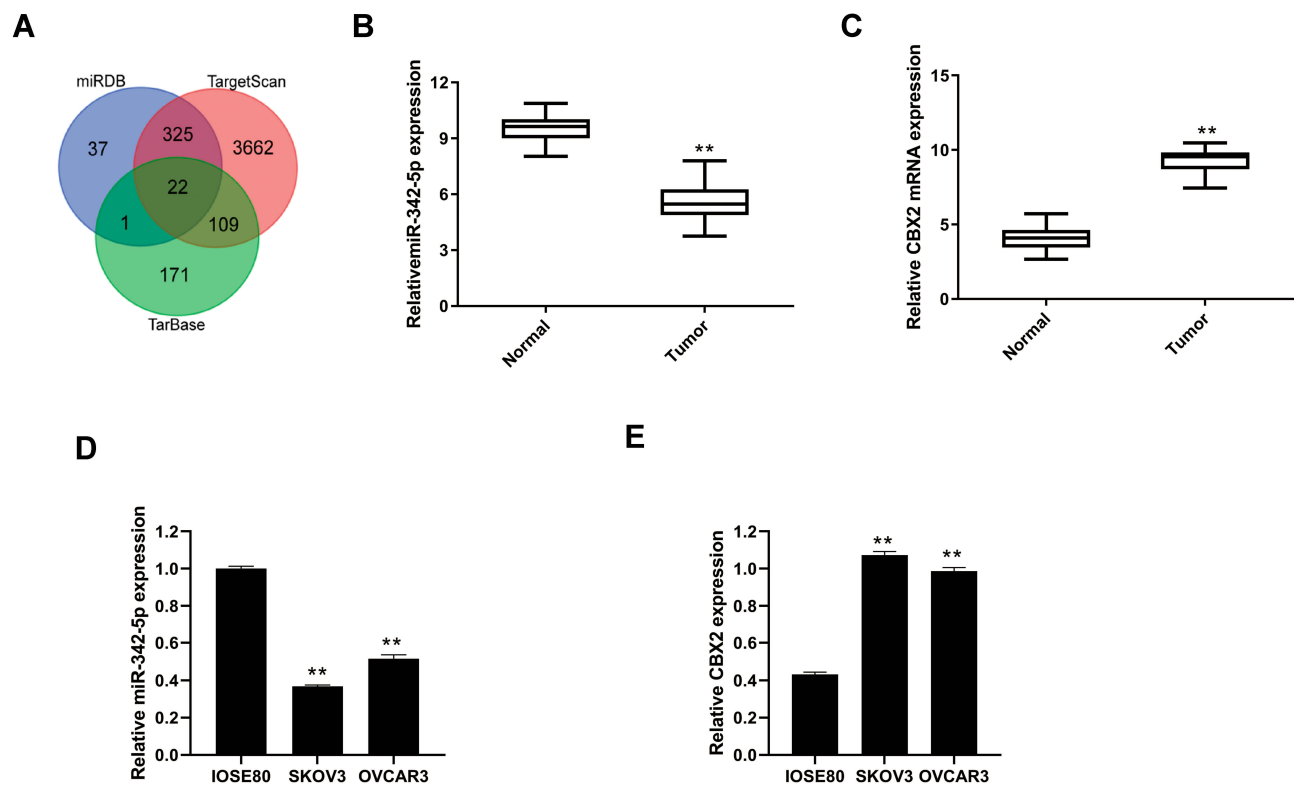 A
miRDB
TargetScan
37
325
3662
22
1
109
171
TarBase
B
RelativemiR-342-5p expression
12
9
6
3
0
**
Normal
Tumor
C
Relative CBX2 mRNA expression
15
10
5
0
**
Normal
Tumor
D
Relative miR-342-5p expression
1.2
1.0
0.8
0.6
0.4
0.2
0.0
**
**
IOSE80 SKOV3 OVCAR3
E
Relative CBX2 expression
1.2
1.0
0.8
0.6
0.4
0.2
0.0
**
**
IOSE80 SKOV3 OVCAR3